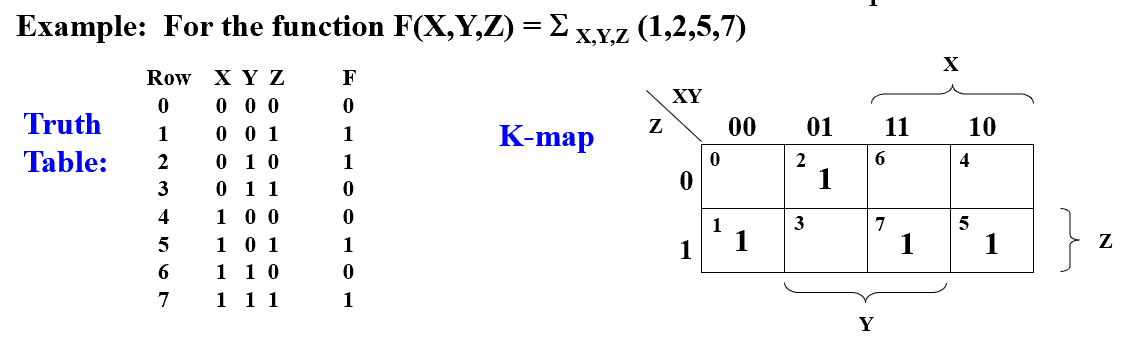 Example: For the function F(X,Y,Z) = Σ X,Y,Z (1,2,5,7)
Truth Table:
Row X Y Z F
0 0 0 0 0
1 0 0 1 1
2 0 1 0 1
3 0 1 1 0
4 1 0 0 0
5 1 0 1 1
6 1 1 0 0
7 1 1 1 1
K-map
X
XY
Z 00 01 11 10
0 0 2 1 6 4
1 1 1 3 7 1 5 1 Z
Y